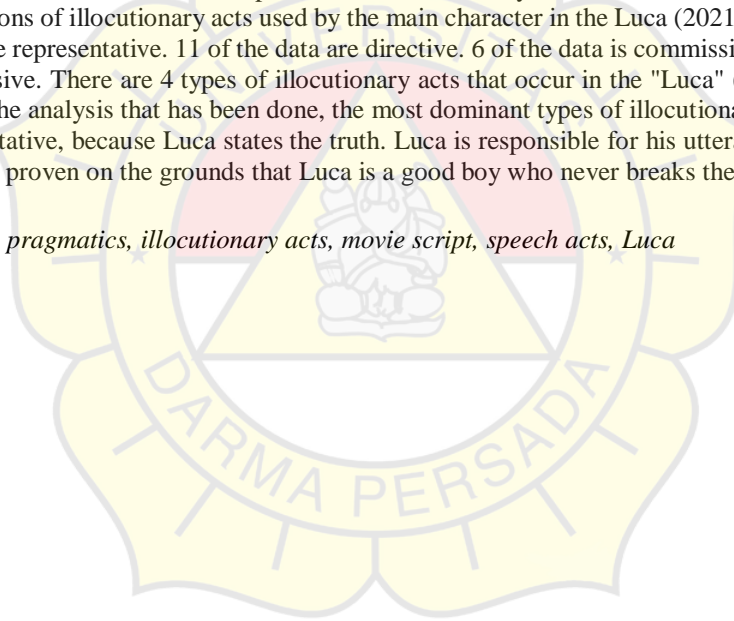 ons of illocutionary acts used by the main character in the Luca (2021
e representative. 11 of the data are directive. 6 of the data is commissi
sive. There are 4 types of illocutionary acts that occur in the "Luca" (
he analysis that has been done, the most dominant types of illocutiona
tative, because Luca states the truth. Luca is responsible for his uttera
proven on the grounds that Luca is a good boy who never breaks the
pragmatics, illocutionary acts, movie script, speech acts, Luca
UNIVERSITAS
DARMA PERSADA